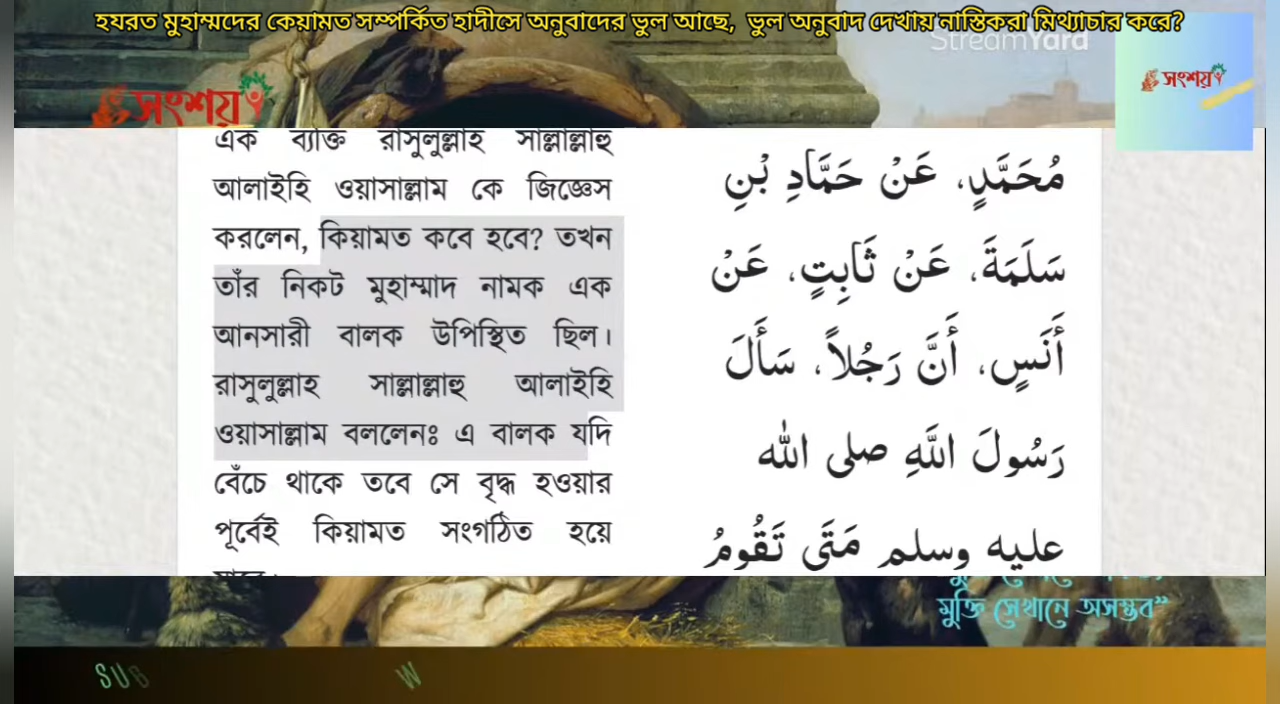 হযরত মুহাম্মদের কেয়ামত সম্পর্কিত হাদীসে অনুবাদের ভুল আছে, ভুল অনুবাদ দেখায় নাস্তিকরা মিথ্যাচার করে?
StreamYard
সংশয়
সংশয়
এক ব্যক্তি রাসুলুল্লাহ সাল্লাল্লাহু
আলাইহি ওয়াসাল্লাম কে জিজ্ঞেস
করলেন, কিয়ামত কবে হবে? তখন
তাঁর নিকট মুহাম্মাদ নামক এক
আনসারী বালক উপিস্থিত ছিল।
রাসুলুল্লাহ সাল্লাল্লাহু আলাইহি
ওয়াসাল্লাম বললেনঃ এ বালক যদি
বেঁচে থাকে তবে সে বৃদ্ধ হওয়ার
পূর্বেই কিয়ামত সংগঠিত হয়ে
مُحَمَّدٍ، عَنْ حَمَّادِ بْنِ
سَلَمَةَ، عَنْ ثَابِتٍ، عَنْ
أَنَسٍ، أَنَّ رَجُلاً، سَأَلَ
رَسُولَ اللَّهِ صلى الله
عليه وسلم مَتَى تَقُومُ
মুক্তি সেখানে অসম্ভব”
SUB
W